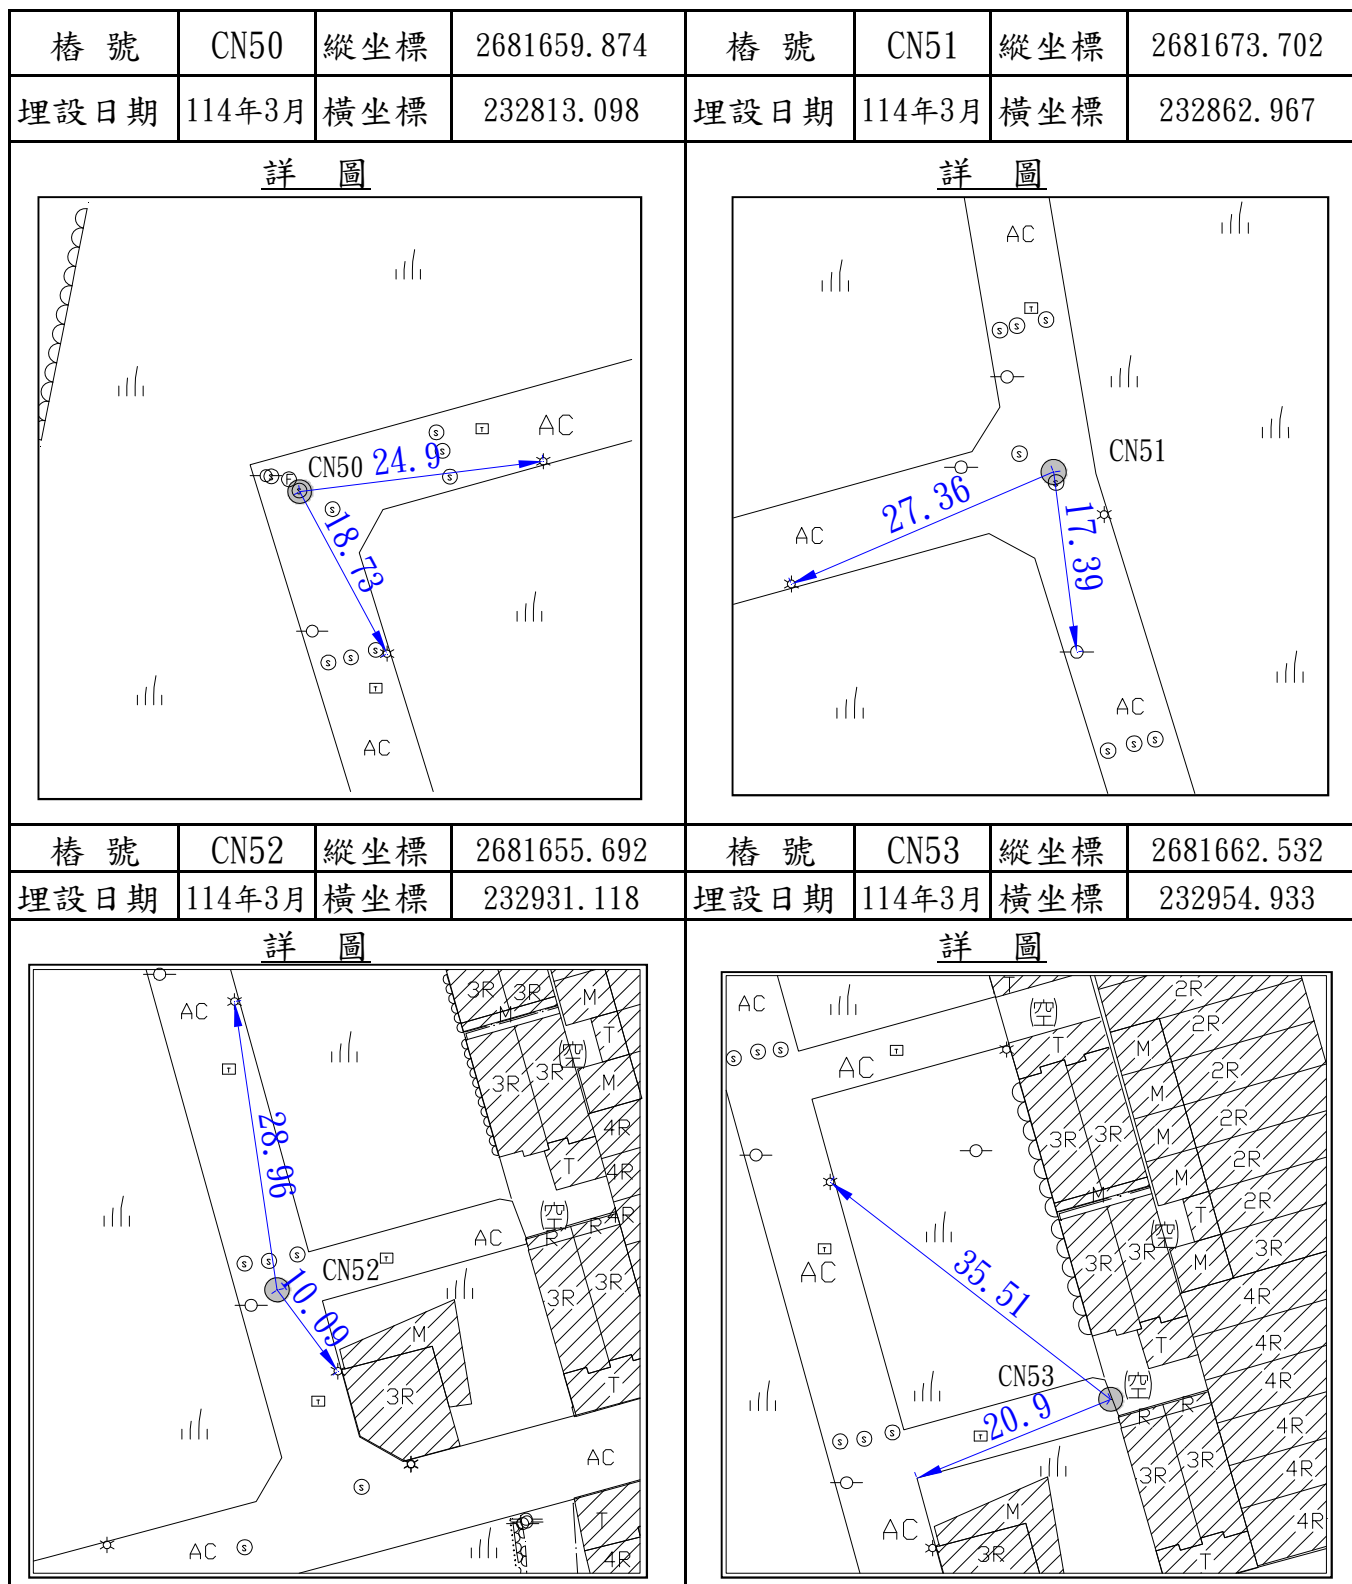 樁 號 CN50 縱坐標 2681659.874 樁 號 CN51 縱坐標 2681673.702
埋設日期 114年3月 橫坐標 232813.098 埋設日期 114年3月 橫坐標 232862.967
詳 圖
AC
CN50 24.9
18.73
AC
詳 圖
AC
CN51
27.36
17.39
AC
AC
樁 號 CN52 縱坐標 2681655.692 樁 號 CN53 縱坐標 2681662.532
埋設日期 114年3月 橫坐標 232931.118 埋設日期 114年3月 橫坐標 232954.933
詳 圖
3R 3R M
AC M
T
(空)
3R 3R M
28.96 4R
T 4R
(空) 4R
AC R R
CN52
10.09 3R 3R
M
3R T
AC
AC T
4R
詳 圖
AC T (空) 2R
2R
AC T M 2R
M 2R
3R 3R M 2R
M M
T
(空) 3R
AC 3R 3R M
35.51 4R
T 4R
CN53 (空) 4R
20.9 R R 4R
3R 3R 4R
AC M 4R
3R T